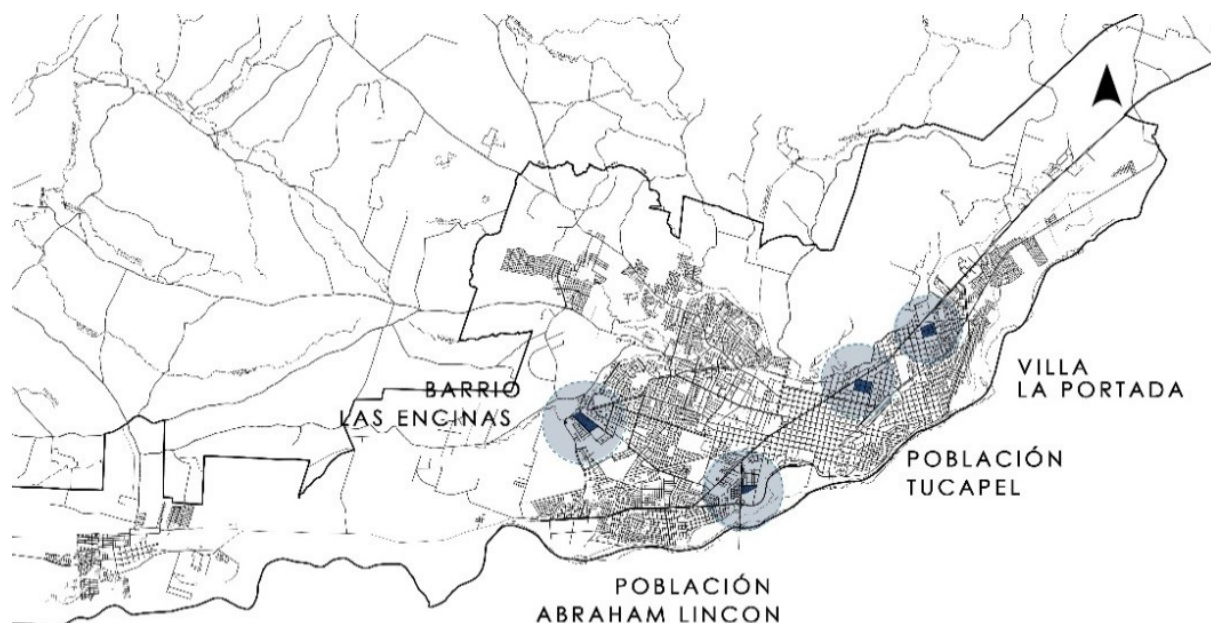 BARRIO
LAS ENCINAS
VILLA
LA PORTADA
POBLACIÓN
TUCAPEL
POBLACIÓN
ABRAHAM LINCON